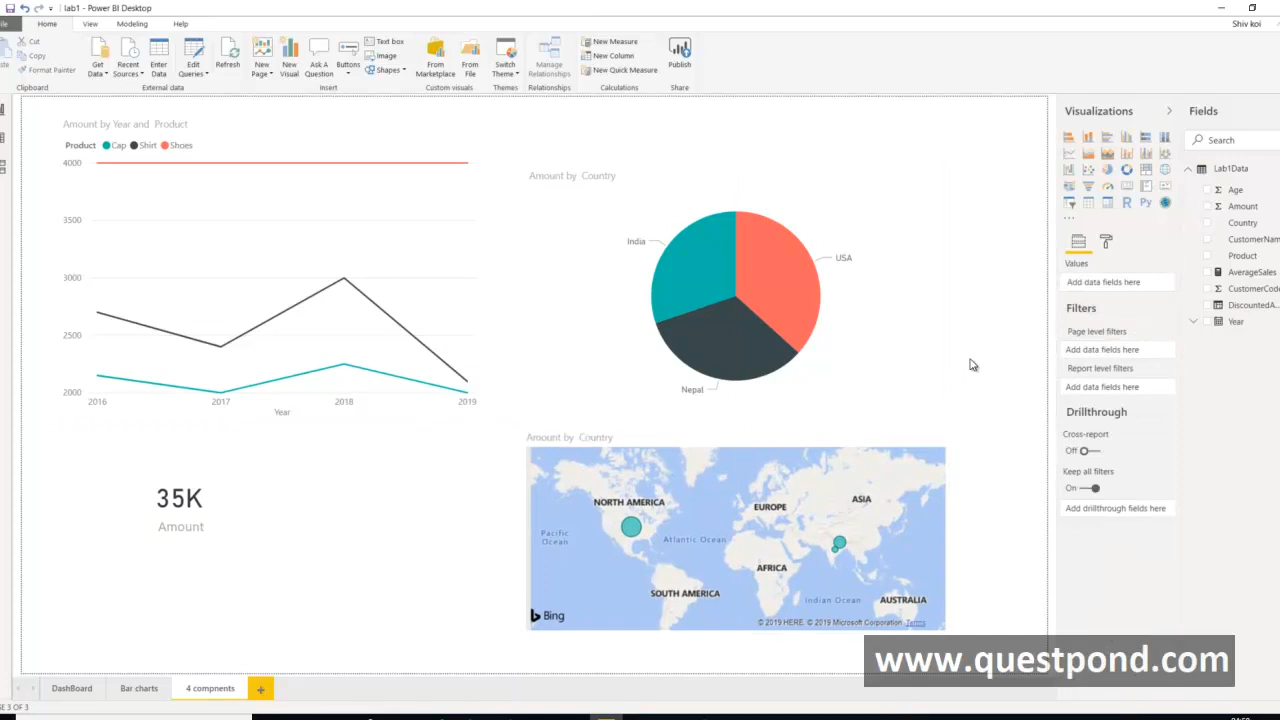 lab1 - Power BI Desktop
Shiv koi
Home View Modeling Help
Cut
Copy
Format Painter
Clipboard
Get Data
Recent Sources
Enter Data
Edit Queries
Refresh
External data
New Page
New Visual
Ask A Question
Buttons
Text box
Image
Shapes
Insert
From Marketplace
From File
Custom visuals
Switch Theme
Themes
Manage Relationships
Relationships
New Measure
New Column
New Quick Measure
Calculations
Publish
Share
Amount by Year and Product
Product Cap Shirt Shoes
4000
3500
3000
2500
2000
2016 2017 2018 2019
Year
35K
Amount
Amount by Country
India
USA
Nepal
Amount by Country
NORTH AMERICA
EUROPE
ASIA
Pacific Ocean
Atlantic Ocean
AFRICA
SOUTH AMERICA
Indian Ocean
AUSTRALIA
Bing
© 2019 HERE, © 2019 Microsoft Corporation Terms
Visualizations
Values
Add data fields here
Filters
Page level filters
Add data fields here
Report level filters
Add data fields here
Drillthrough
Cross-report
Off
Keep all filters
On
Add drillthrough fields here
Fields
Search
Lab1Data
Σ Age
Σ Amount
Country
CustomerNam
Product
AverageSales
Σ CustomerCode
DiscountedA...
Year
www.questpond.com
DashBoard Bar charts 4 compnents
GE 3 OF 3